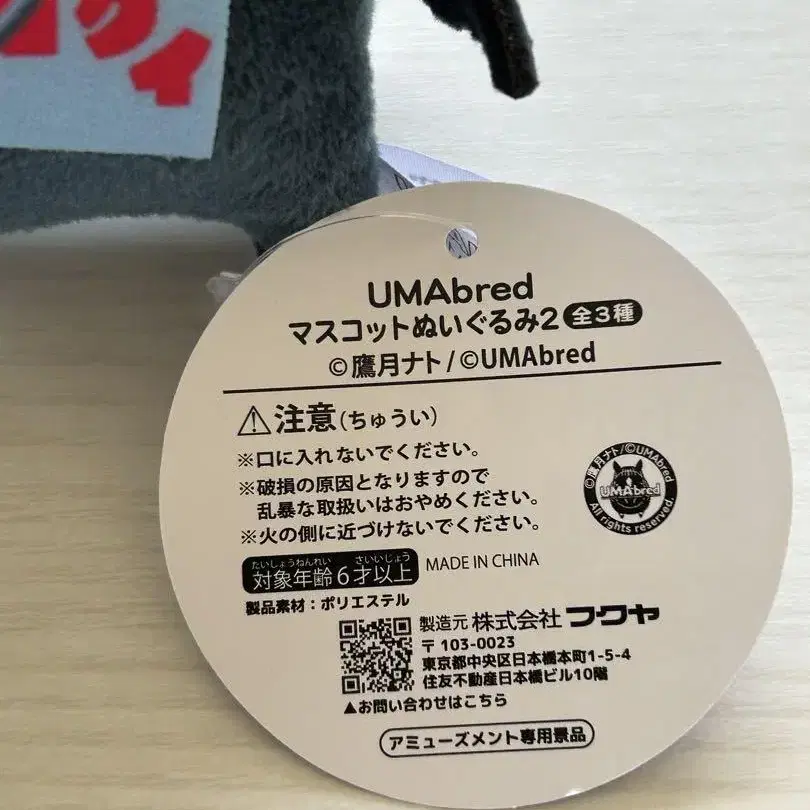 UMAbred
マスコットぬいぐるみ2 全3種
©鷹月ナト/©UMAbred
⚠注意(ちゅうい)
※口に入れないでください。
※破損の原因となりますので
乱暴な取扱いはおやめください。
※火の側に近づけないでください。
©鷹月ナト/©UMAbred
UMAbred
All rights reserved.
たいしょうねんれい さいいじょう
対象年齢6才以上 MADE IN CHINA
製品素材:ポリエステル
製造元 株式会社フクヤ
〒103-0023
東京都中央区日本橋本町1-5-4
住友不動産日本橋ビル10階
▲お問い合わせはこちら
アミューズメント専用景品